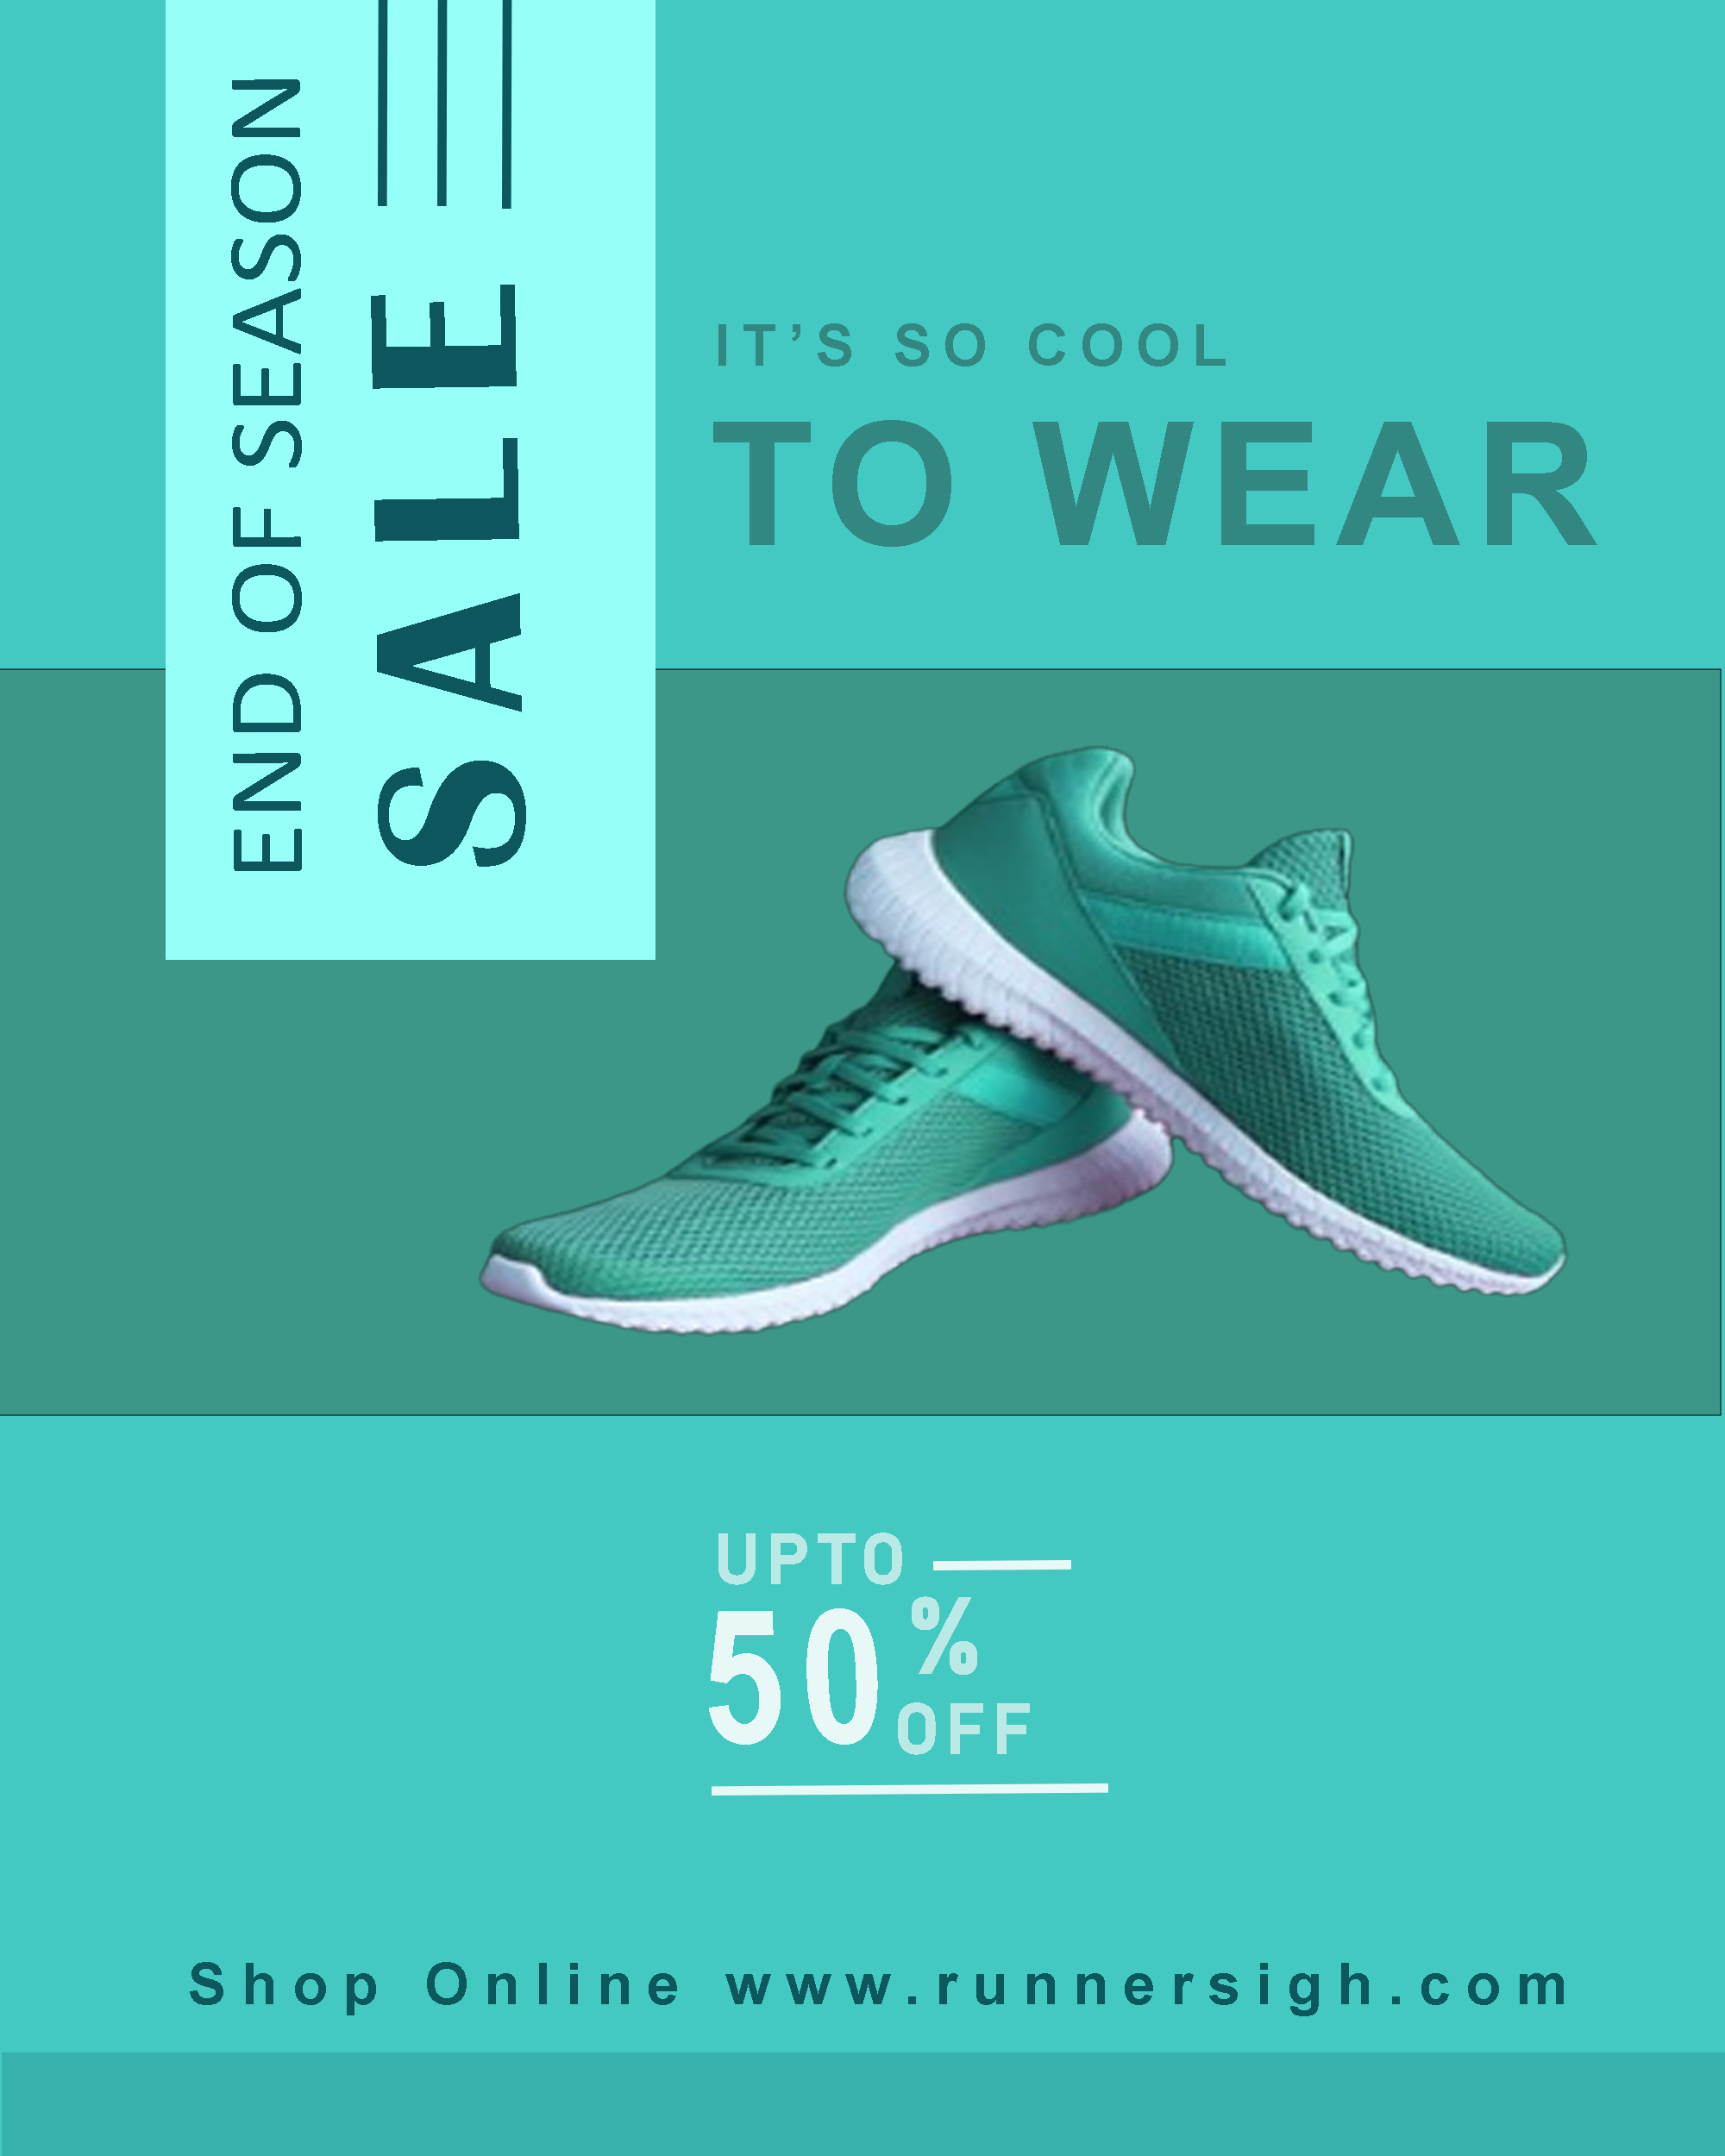 END OF SEASON
SALE
IT’S SO COOL
TO WEAR
UPTO
50%
OFF
Shop Online www.runnersigh.com